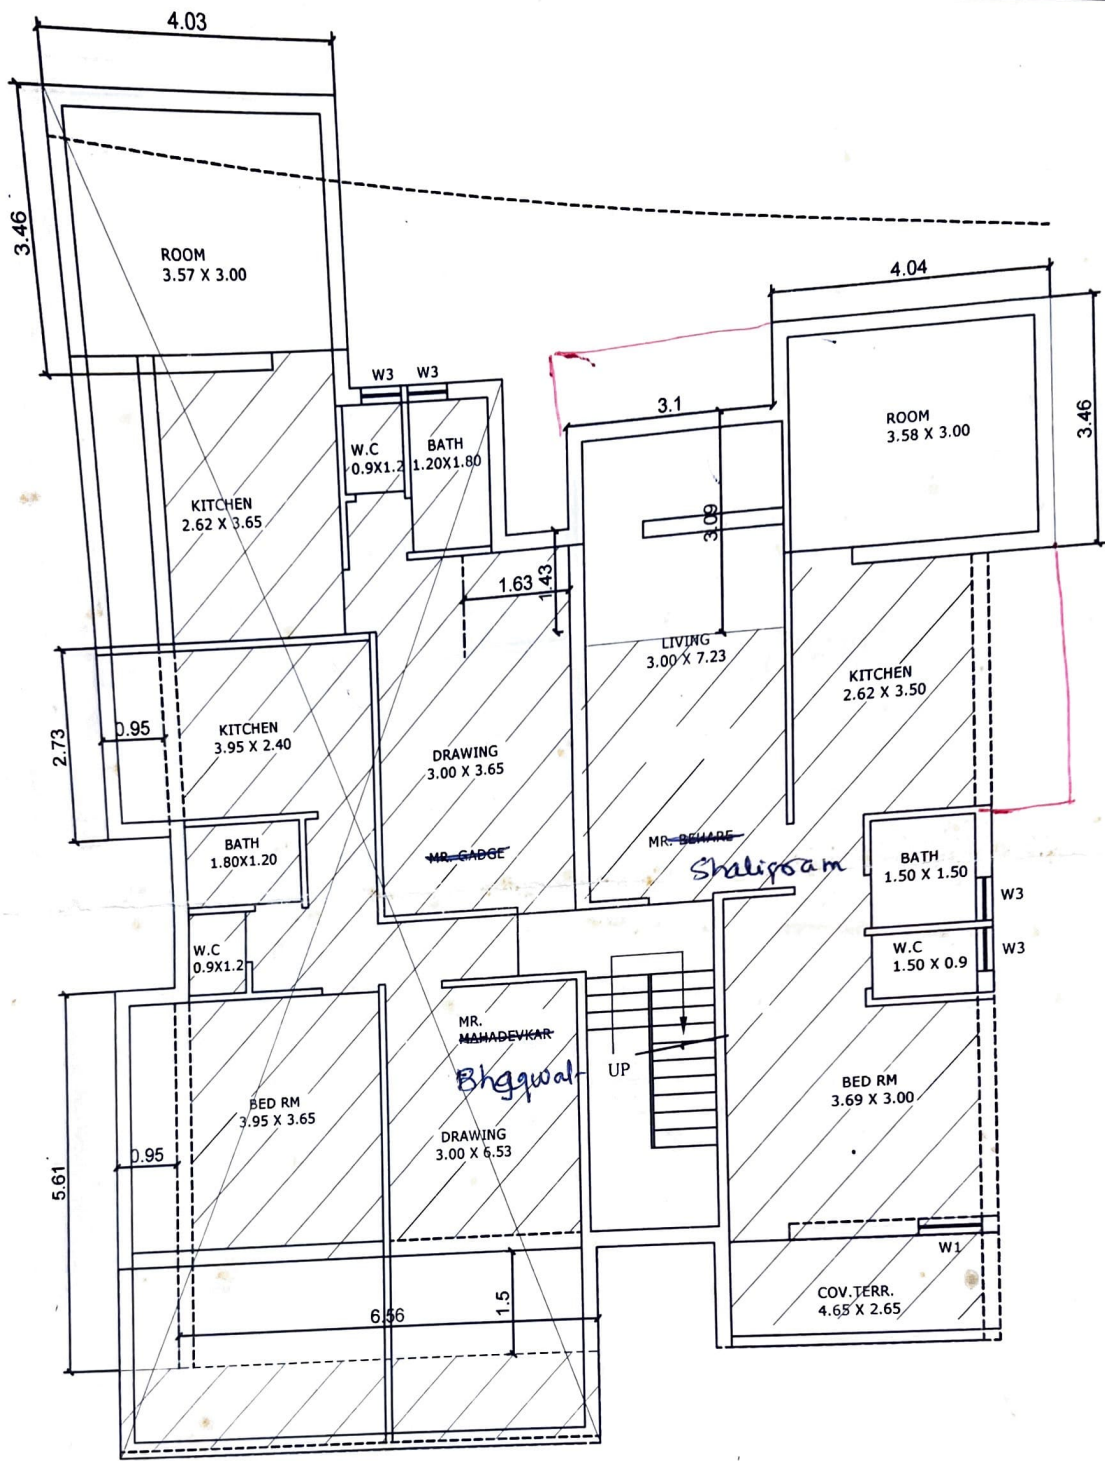 4.03
3.46
ROOM
3.57 X 3.00
4.04
W3
W3
3.1
ROOM
3.58 X 3.00
3.46
W.C
0.9X1.2
BATH
1.20X1.80
KITCHEN
2.62 X 3.65
3.09
1.63
1.43
LIVING
3.00 X 7.23
KITCHEN
2.62 X 3.50
2.73
0.95
KITCHEN
3.95 X 2.40
DRAWING
3.00 X 3.65
BATH
1.80X1.20
MR. GADGE
MR. BEHARE
Shaligram
BATH
1.50 X 1.50
W3
W.C
0.9X1.2
W.C
1.50 X 0.9
W3
MR.
MAHADEVKAR
Bhagwat
UP
BED RM
3.95 X 3.65
BED RM
3.69 X 3.00
DRAWING
3.00 X 6.53
0.95
5.61
W1
6.56
1.5
COV.TERR.
4.65 X 2.65